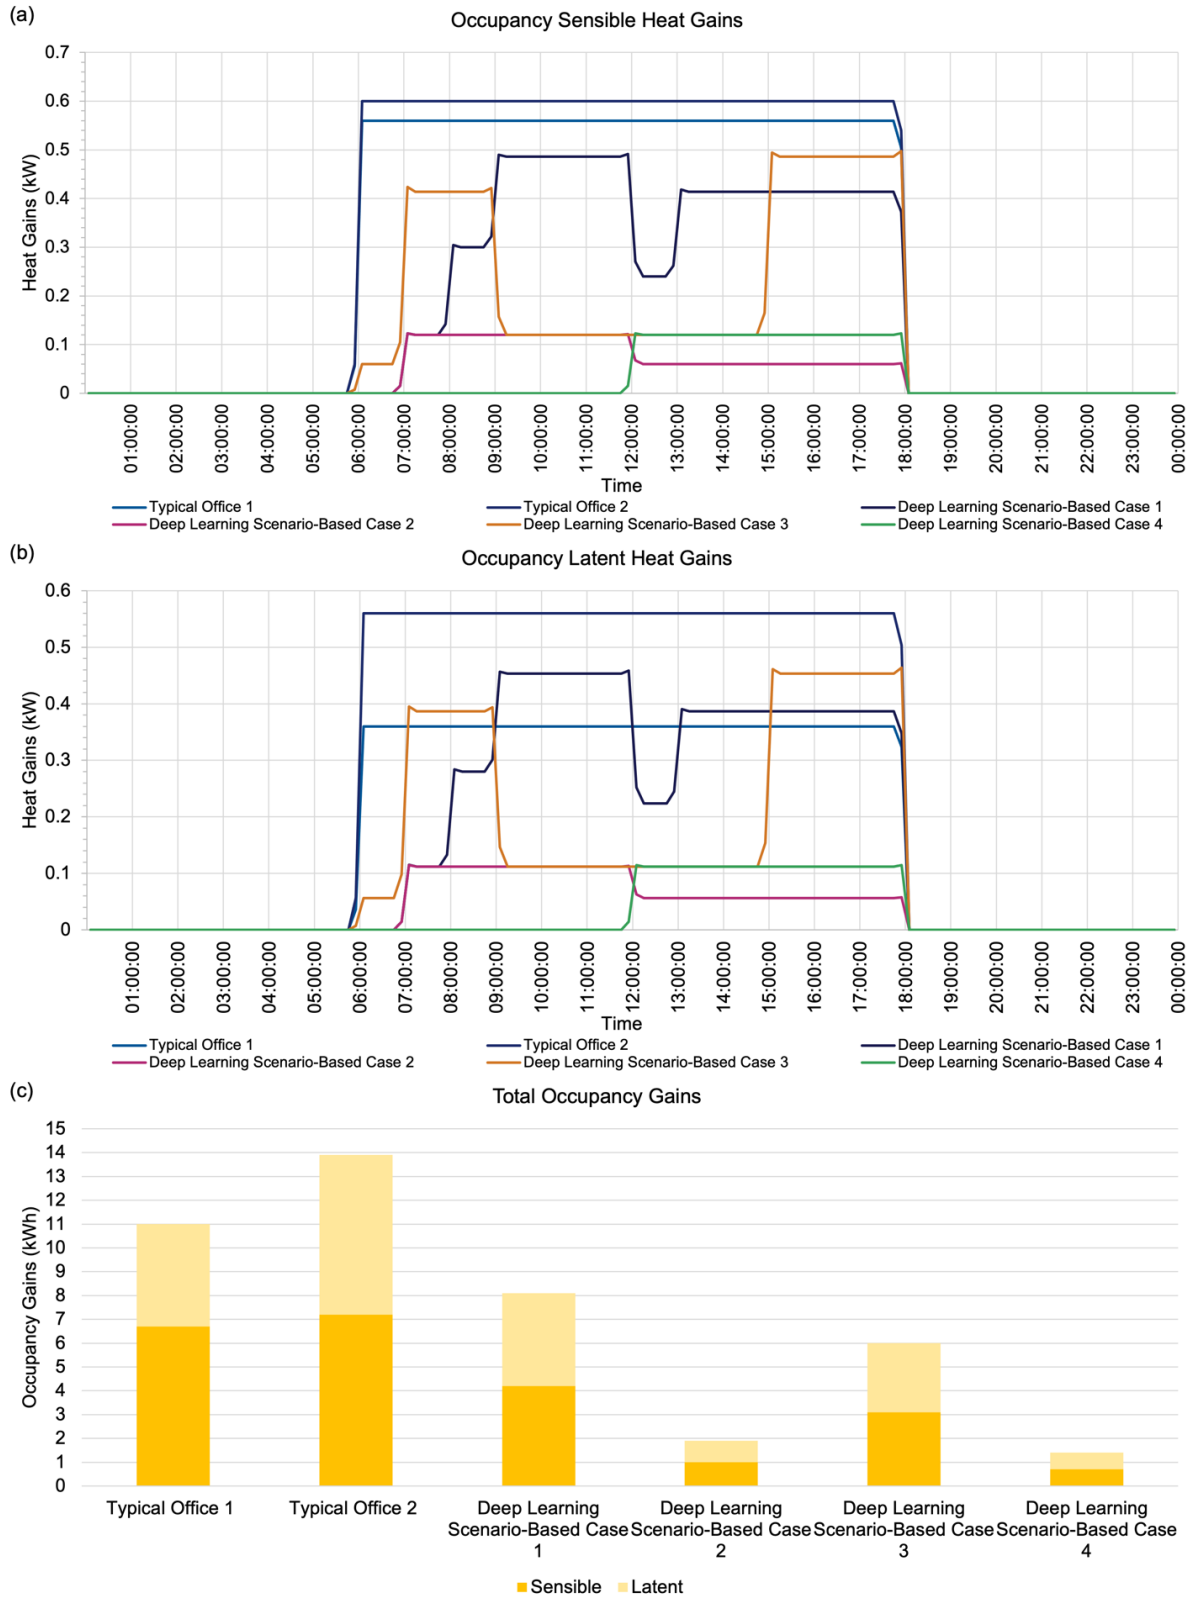 (a)
Occupancy Sensible Heat Gains
0.7
0.6
0.5
0.4
0.3
0.2
0.1
0
Heat Gains (kW)
01:00:00 02:00:00 03:00:00 04:00:00 05:00:00 06:00:00 07:00:00 08:00:00 09:00:00 10:00:00 11:00:00 12:00:00 13:00:00 14:00:00 15:00:00 16:00:00 17:00:00 18:00:00 19:00:00 20:00:00 21:00:00 22:00:00 23:00:00 00:00:00
Time
Typical Office 1 Typical Office 2 Deep Learning Scenario-Based Case 1
Deep Learning Scenario-Based Case 2 Deep Learning Scenario-Based Case 3 Deep Learning Scenario-Based Case 4
(b)
Occupancy Latent Heat Gains
0.6
0.5
0.4
0.3
0.2
0.1
0
Heat Gains (kW)
01:00:00 02:00:00 03:00:00 04:00:00 05:00:00 06:00:00 07:00:00 08:00:00 09:00:00 10:00:00 11:00:00 12:00:00 13:00:00 14:00:00 15:00:00 16:00:00 17:00:00 18:00:00 19:00:00 20:00:00 21:00:00 22:00:00 23:00:00 00:00:00
Time
Typical Office 1 Typical Office 2 Deep Learning Scenario-Based Case 1
Deep Learning Scenario-Based Case 2 Deep Learning Scenario-Based Case 3 Deep Learning Scenario-Based Case 4
(c)
Total Occupancy Gains
15
14
13
12
11
10
9
8
7
6
5
4
3
2
1
0
Occupancy Gains (kWh)
Typical Office 1 Typical Office 2 Deep Learning Deep Learning Deep Learning Deep Learning
Scenario-Based Case Scenario-Based Case Scenario-Based Case Scenario-Based Case
1 2 3 4
Sensible Latent